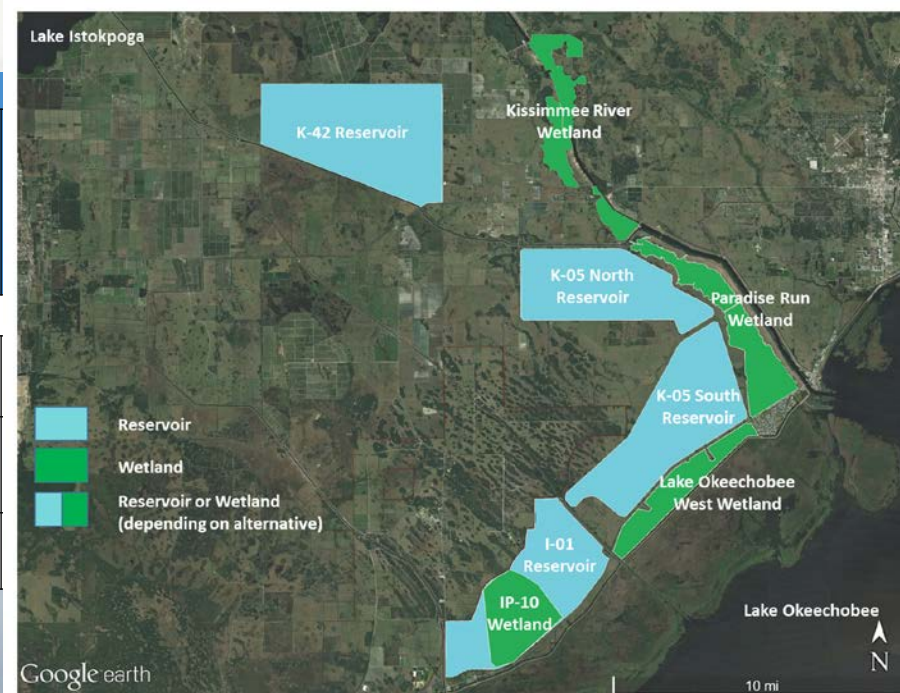 Lake Istokpoga
K-42 Reservoir
Kissimmee River
Wetland
K-05 North
Reservoir
Paradise Run
Wetland
K-05 South
Reservoir
Reservoir
Wetland
Reservoir or Wetland
(depending on alternative)
Lake Okeechobee
West Wetland
I-01
Reservoir
IP-10
Wetland
Lake Okeechobee
N
Google earth
10 mi